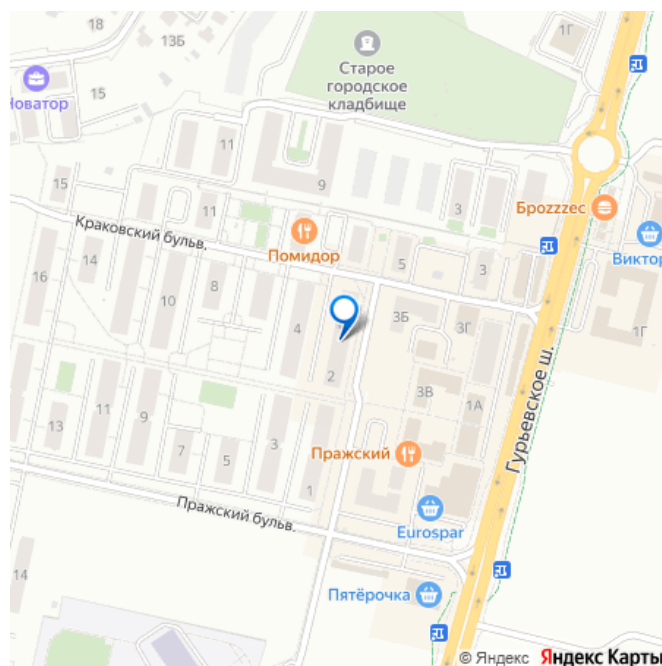 18
13Б
1Г
Старое
городское
кладбище
Новатор
15
11
9
15
11
3
Броzzzес
Краковский бульв.
Помидор
Виктор
5
3
16
14
10
8
4
3Б
3Г
1Г
2
3В
1А
Гурьевское ш.
13
11
9
7
5
3
1
Пражский
Пражский бульв.
Eurospar
14
Пятёрочка
© Яндекс Яндекс Карты